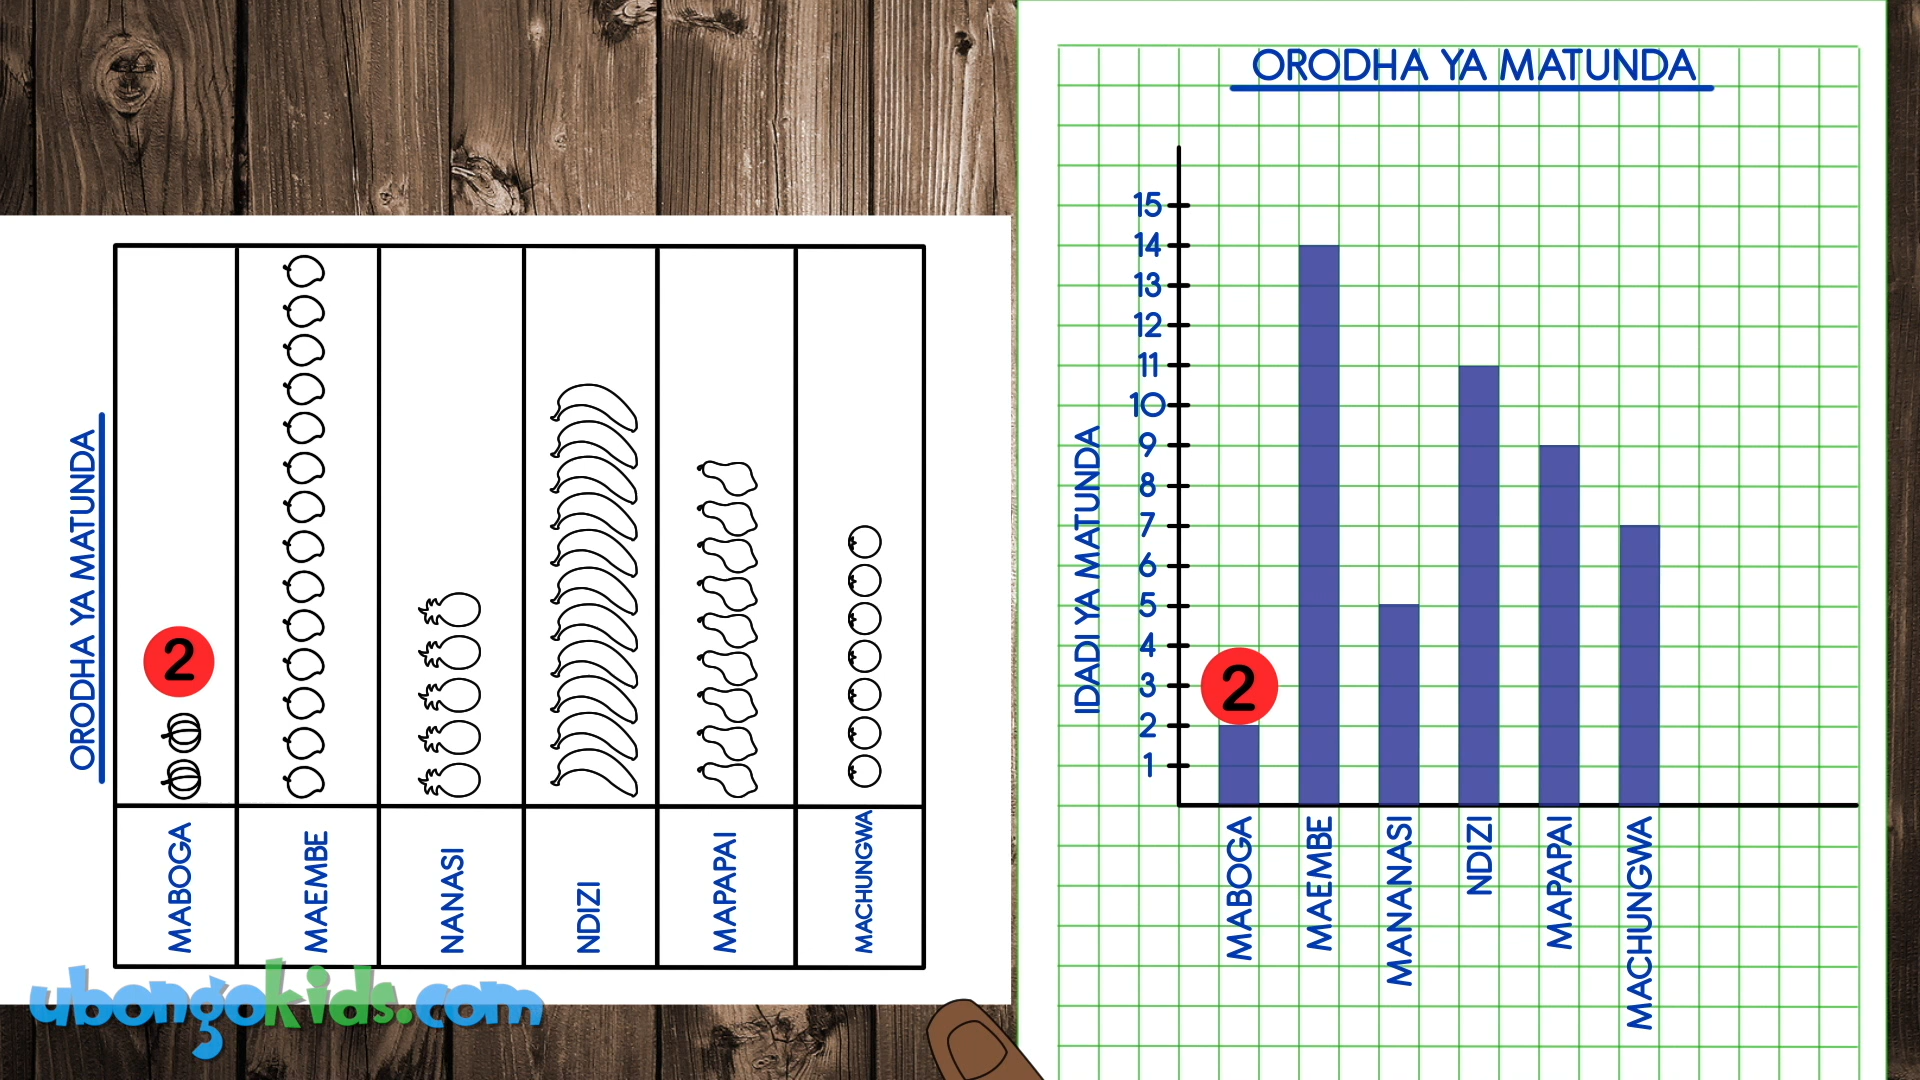 ORODHA YA MATUNDA
2
MABOGA
MAEMBE
NANASI
NDIZI
MAPAPAI
MACHUNGWA
ubongokids.com
ORODHA YA MATUNDA
IDADI YA MATUNDA
15
14
13
12
11
10
9
8
7
6
5
4
3
2
1
2
MABOGA
MAEMBE
MANANASI
NDIZI
MAPAPAI
MACHUNGWA